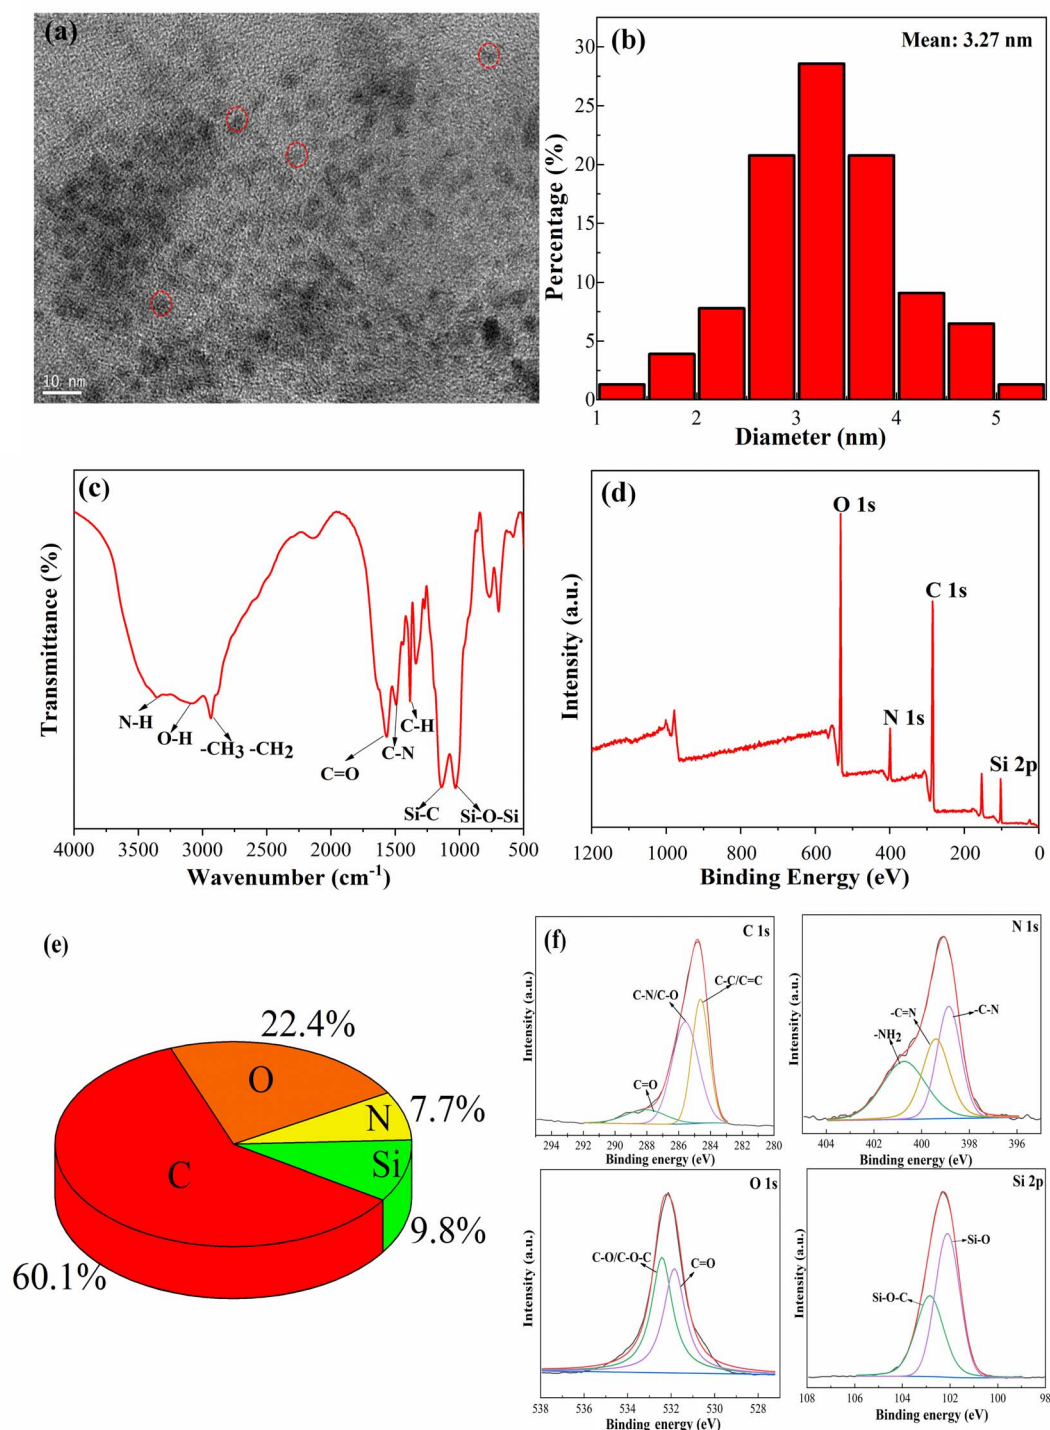 (a)
10 nm
(b)
Mean: 3.27 nm
Percentage (%)
30
25
20
15
10
5
0
1 2 3 4 5
Diameter (nm)
(c)
Transmittance (%)
N-H
O-H
-CH3 -CH2
C=O
C-N
C-H
Si-C
Si-O-Si
4000 3500 3000 2500 2000 1500 1000 500
Wavenumber (cm-1)
(d)
Intensity (a.u.)
O 1s
C 1s
N 1s
Si 2p
1200 1000 800 600 400 200 0
Binding Energy (eV)
(e)
22.4%
O
N
7.7%
C
Si
9.8%
60.1%
(f)
C 1s
Intensity (a.u.)
C-N/C-O
C-C/C=C
C=O
294 292 290 288 286 284 282 280
Binding energy (eV)
N 1s
Intensity (a.u.)
-C=N
-NH2
-C-N
404 402 400 398 396
Binding energy (eV)
O 1s
Intensity (a.u.)
C-O/C-O-C
C=O
538 536 534 532 530 528
Binding energy (eV)
Si 2p
Intensity (a.u.)
Si-O
Si-O-C
108 106 104 102 100 98
Binding energy (eV)